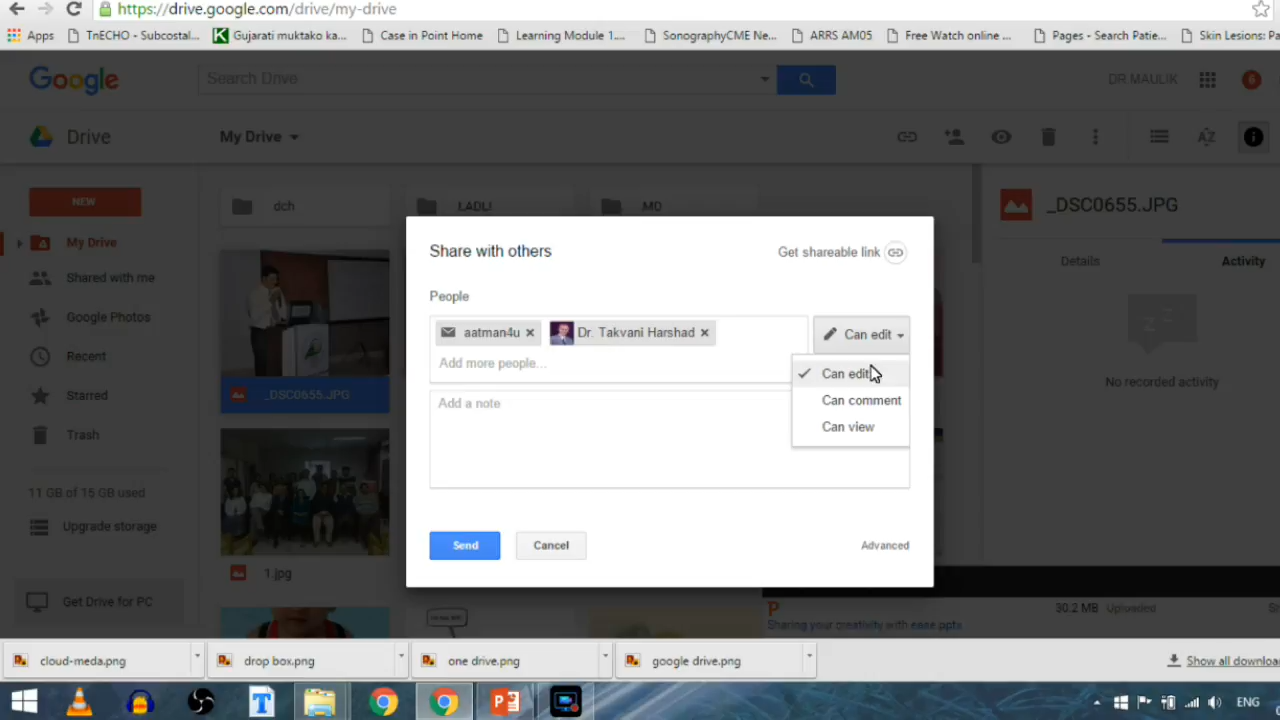 https://drive.google.com/drive/my-drive
Apps TnECHO - Subcostal... Gujarati muktako ka... Case in Point Home Learning Module 1.... SonographyCME Ne... ARRS AM05 Free Watch online ... Pages - Search Patie... Skin Lesions: Pa
Google Search Drive DR.MAULIK 6
Drive My Drive
NEW
dch .LADLI .MO
_DSC0655.JPG
My Drive
Shared with me
Google Photos
Recent
Starred
Trash
11 GB of 15 GB used
Upgrade storage
Get Drive for PC
_DSC0655.JPG
1.jpg
Share with others Get shareable link
People
aatman4u Dr. Takvani Harshad Can edit
Add more people...
Can edit
Can comment
Can view
Add a note
Send Cancel Advanced
Details Activity
No recorded activity
30.2 MB Uploaded
Sharing your creativity with ease.pptx
cloud-meda.png drop box.png one drive.png google drive.png Show all downloa
ENG